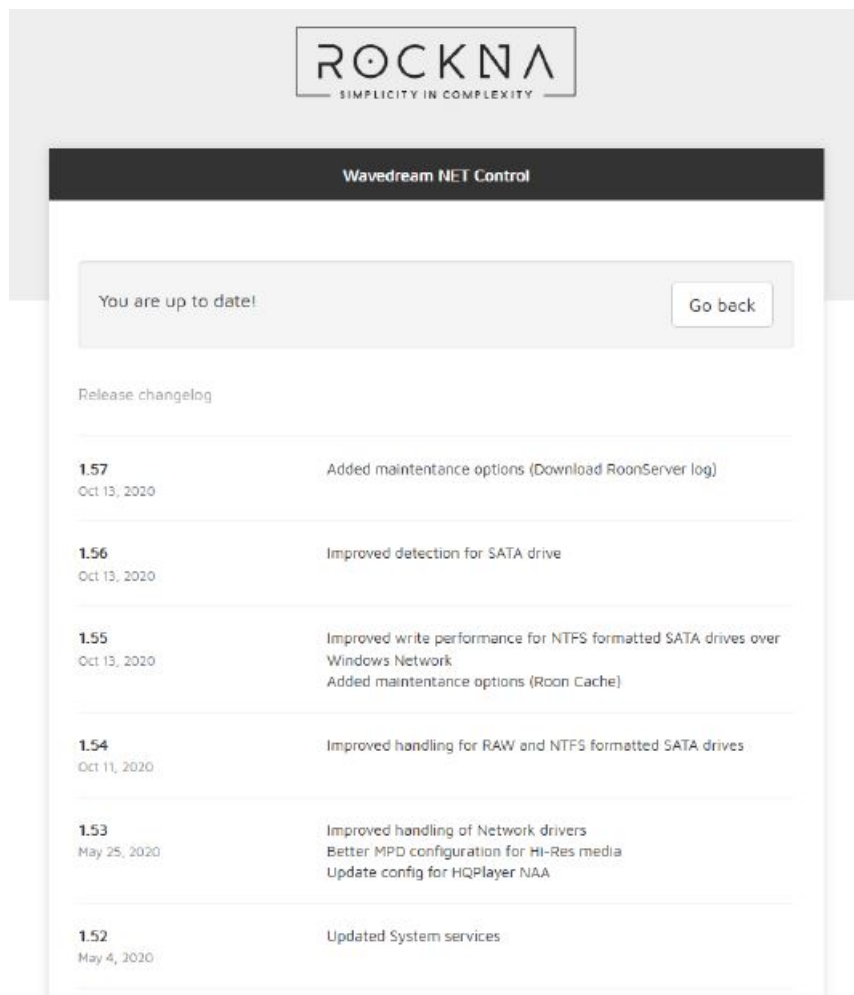 ROCKNA
SIMPLICITY IN COMPLEXITY
Wavedream NET Control
You are up to date!
Go back
Release changelog
1.57
Added maintentance options (Download RoonServer log)
Oct 13, 2020
1.56
Improved detection for SATA drive
Oct 13, 2020
1.55
Improved write performance for NTFS formatted SATA drives over
Oct 13, 2020
Windows Network
Added maintentance options (Roon Cache)
1.54
Improved handling for RAW and NTFS formatted SATA drives
Oct 11, 2020
1.53
Improved handling of Network drivers
May 25, 2020
Better MPD configuration for Hi-Res media
Update config for HQPlayer NAA
1.52
Updated System services
May 4, 2020